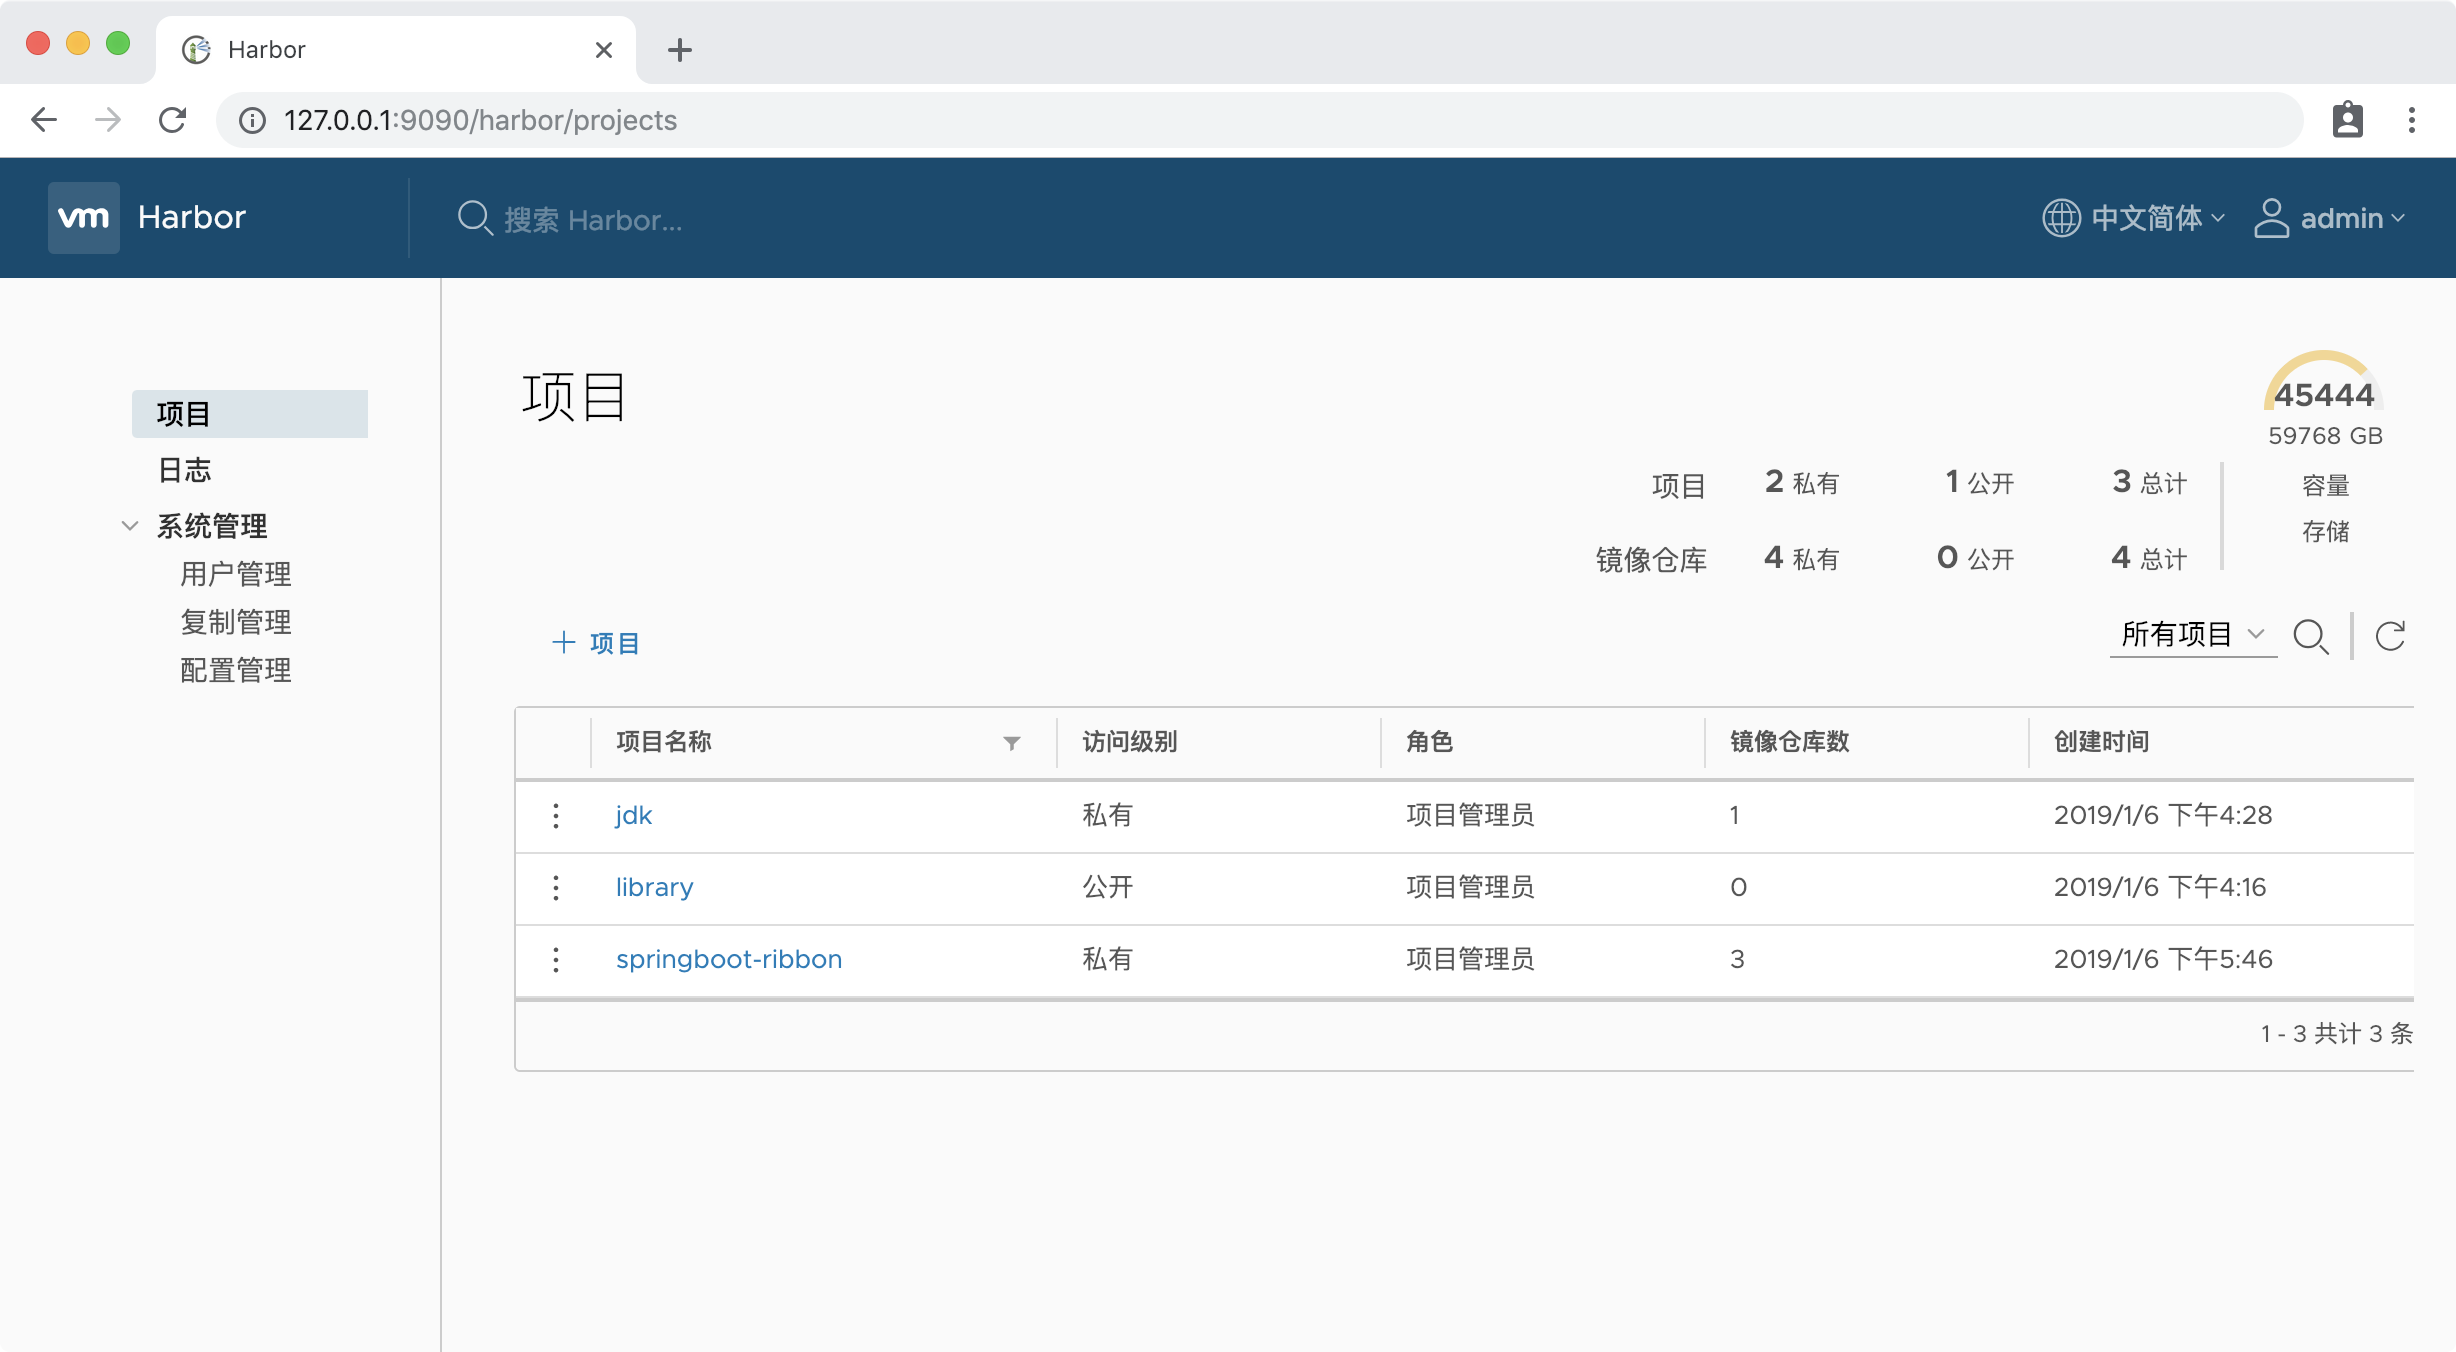 Harbor
127.0.0.1:9090/harbor/projects
vm Harbor
搜索 Harbor...
中文简体
admin
项目
日志
系统管理
用户管理
复制管理
配置管理
项目
45444
59768 GB
容量
存储
项目 2 私有 1 公开 3 总计
镜像仓库 4 私有 0 公开 4 总计
项目
所有项目
项目名称 访问级别 角色 镜像仓库数 创建时间
jdk 私有 项目管理员 1 2019/1/6 下午4:28
library 公开 项目管理员 0 2019/1/6 下午4:16
springboot-ribbon 私有 项目管理员 3 2019/1/6 下午5:46
1 - 3 共计 3 条